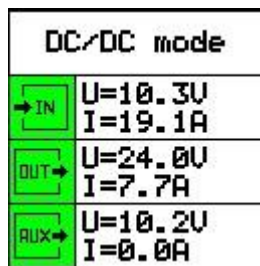 DC/DC mode
IN
U=10.3V
I=19.1A
OUT
U=24.0V
I=7.7A
AUX
U=10.2V
I=0.0A